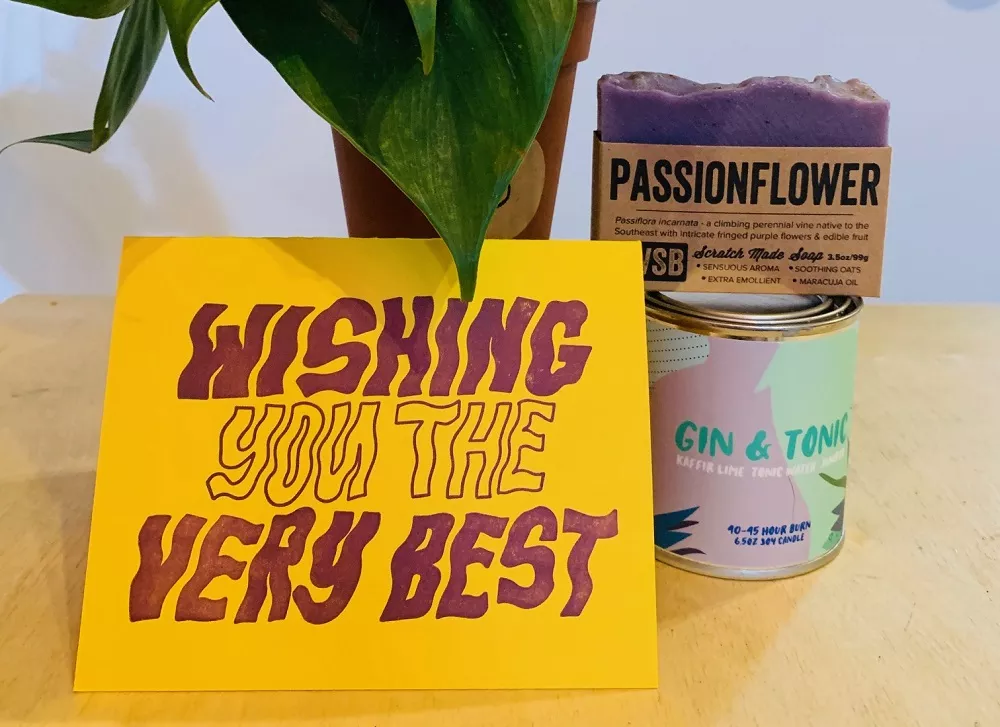 WISHING
YOU THE
VERY BEST
PASSIONFLOWER
Passiflora incarnata - a climbing perennial vine native to the
Southeast with intricate fringed purple flowers & edible fruit
VSB Scratch Made Soap 3.5oz/99g
• SENSUOUS AROMA • SOOTHING OATS
• EXTRA EMOLLIENT • MARACUJA OIL
GIN & TONIC
KAFFIR LIME TONIC WATER
40-45 HOUR BURN
6.5OZ SOY CANDLE